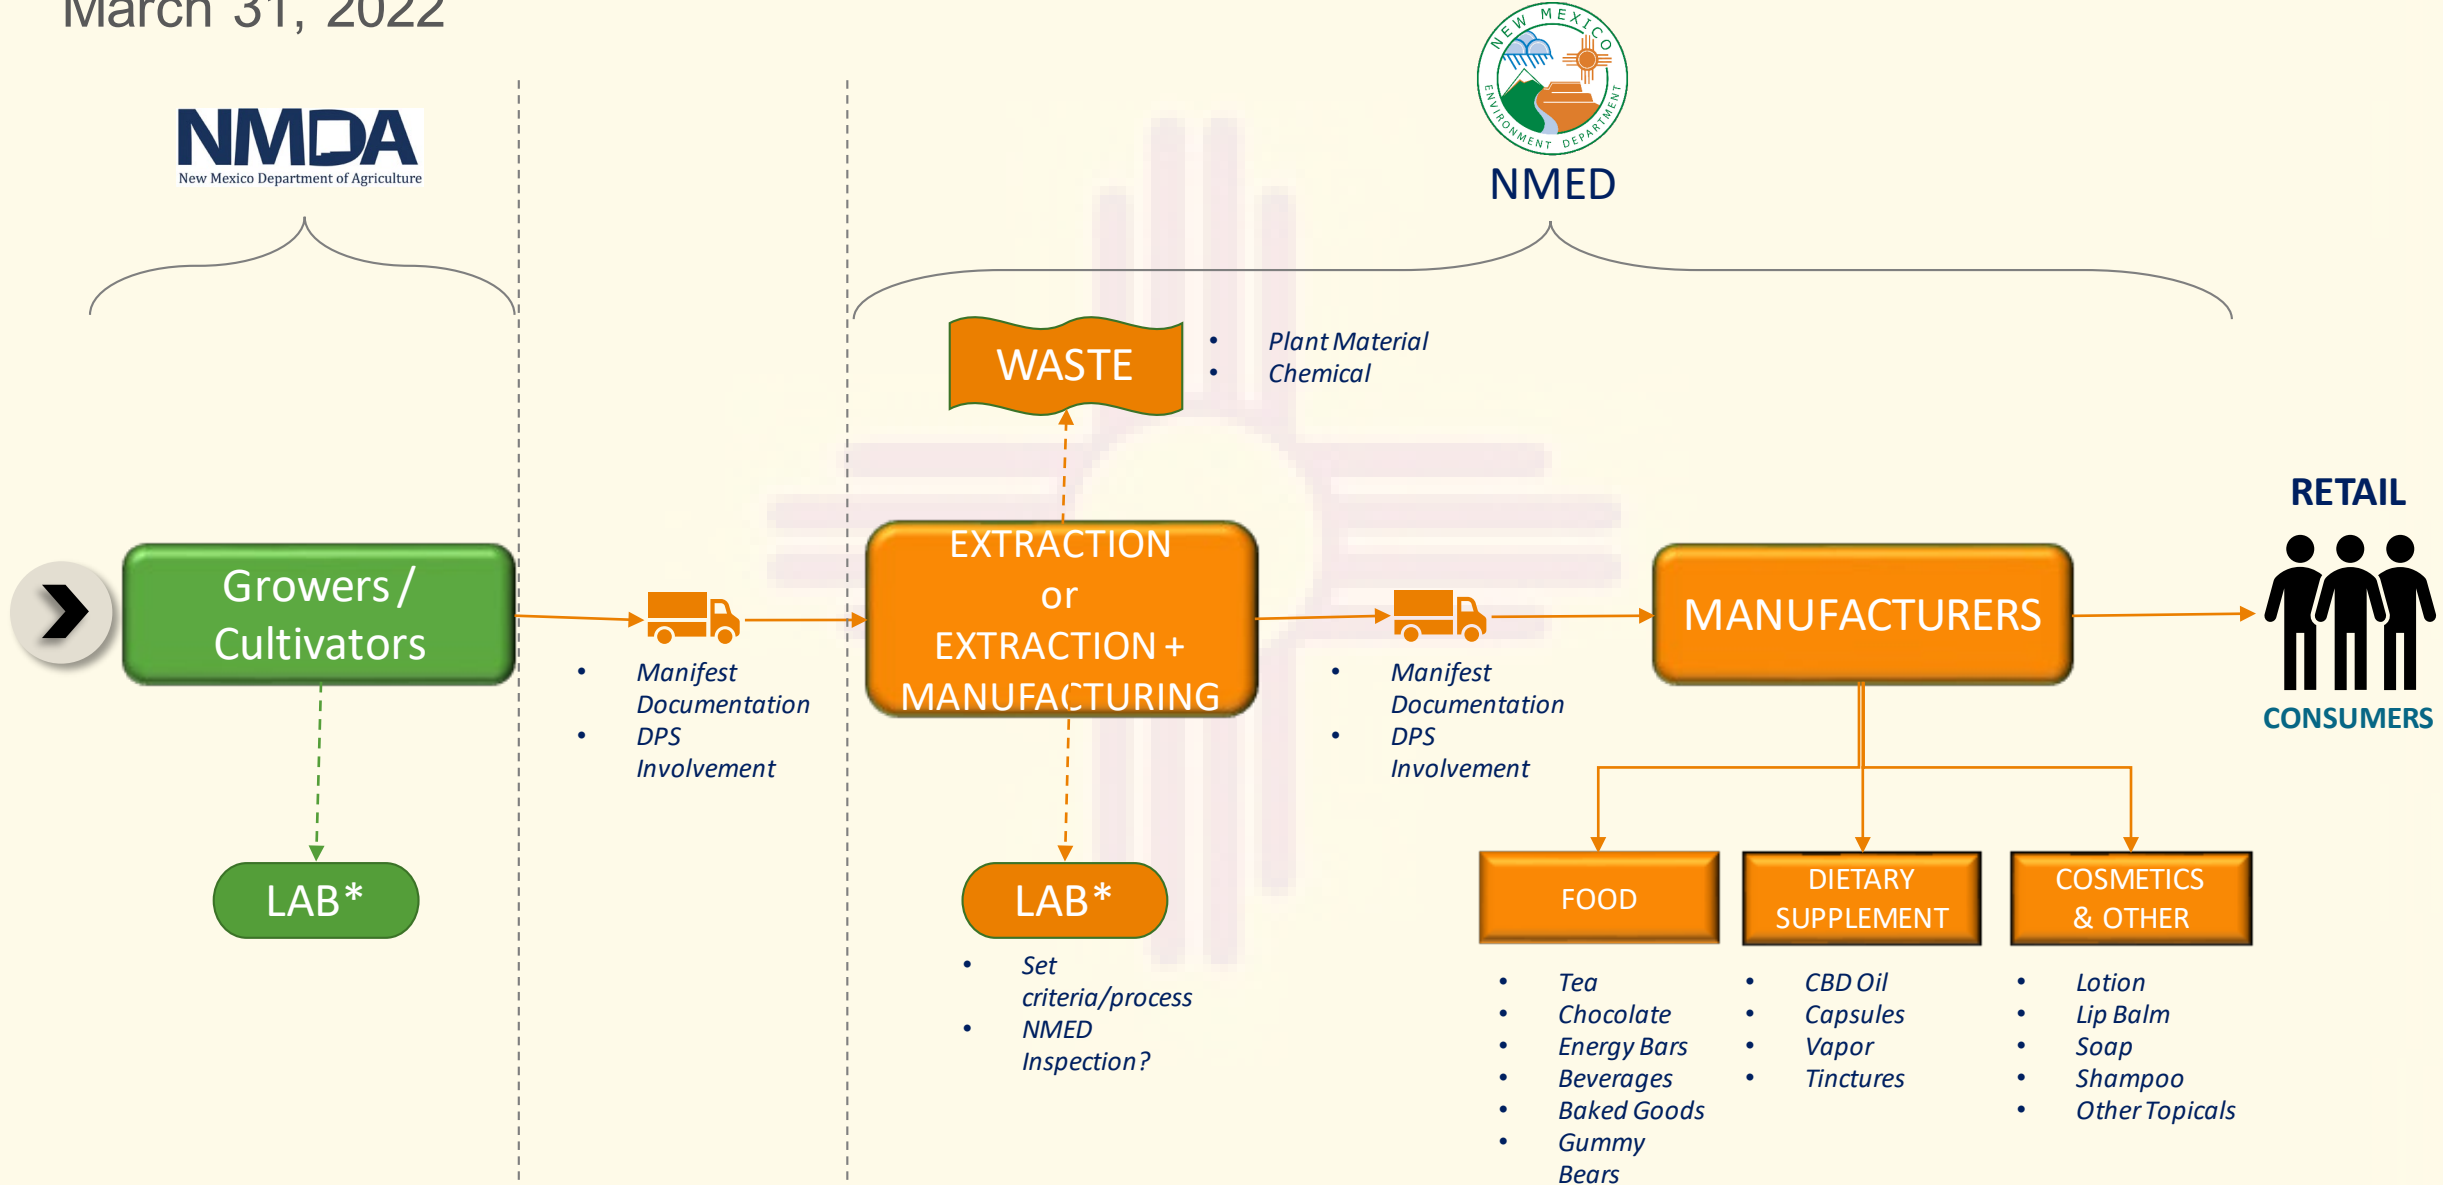 March 31, 2022
NMDA
New Mexico Department of Agriculture
NEW MEXICO
ENVIRONMENT DEPARTMENT
NMED
WASTE
• Plant Material
• Chemical
Growers /
Cultivators
• Manifest
Documentation
• DPS
Involvement
EXTRACTION
or
EXTRACTION +
MANUFACTURING
• Manifest
Documentation
• DPS
Involvement
MANUFACTURERS
RETAIL
CONSUMERS
LAB*
LAB*
• Set
criteria/process
• NMED
Inspection?
FOOD
• Tea
• Chocolate
• Energy Bars
• Beverages
• Baked Goods
• Gummy
Bears
DIETARY
SUPPLEMENT
• CBD Oil
• Capsules
• Vapor
• Tinctures
COSMETICS
& OTHER
• Lotion
• Lip Balm
• Soap
• Shampoo
• Other Topicals